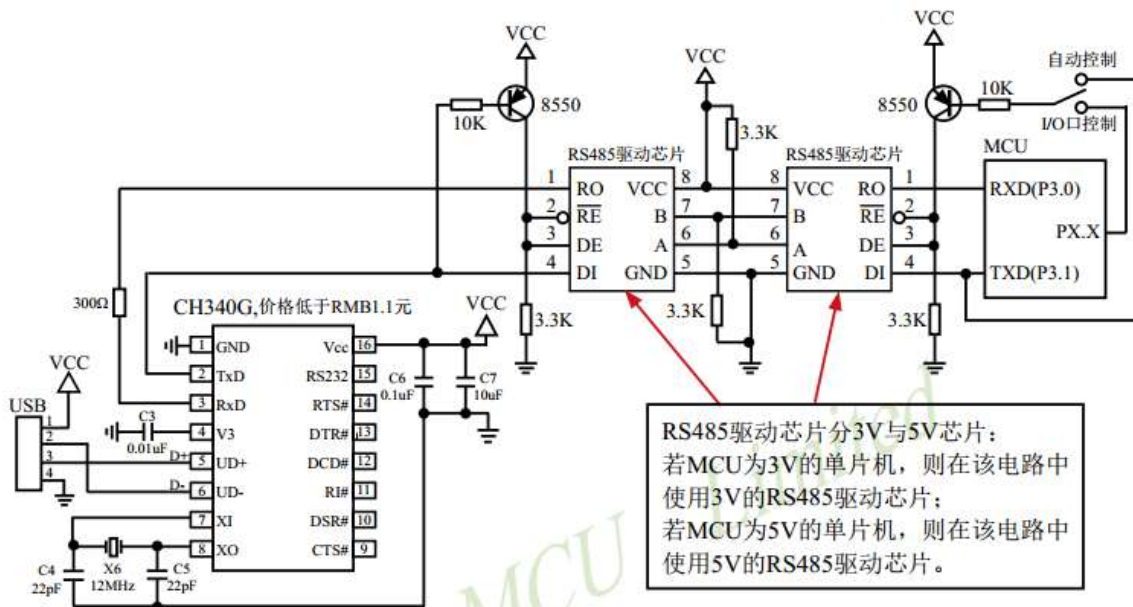 VCC
VCC
VCC
自动控制
8550
10K
8550
10K
I/O口控制
3.3K
MCU
RS485驱动芯片
RS485驱动芯片
1 RO VCC 8
2 RE B 7
3 DE A 6
4 DI GND 5
8 VCC RO 1
7 B RE 2
6 A DE 3
5 GND DI 4
RXD(P3.0)
PX.X
TXD(P3.1)
300Ω
3.3K
3.3K
3.3K
CH340G,价格低于RMB1.1元
VCC
1 GND Vcc 16
2 TxD RS232 15
3 RxD RTS# 14
4 V3 DTR# 13
5 UD+ DCD# 12
6 UD- RI# 11
7 XI DSR# 10
8 XO CTS# 9
C6
0.1uF
C7
10uF
VCC
USB
1
2
3
4
C3
0.01uF
D+
D-
C4
22pF
X6
12MHz
C5
22pF
RS485驱动芯片分3V与5V芯片:
若MCU为3V的单片机，则在该电路中
使用3V的RS485驱动芯片;
若MCU为5V的单片机，则在该电路中
使用5V的RS485驱动芯片。
MCU Limited